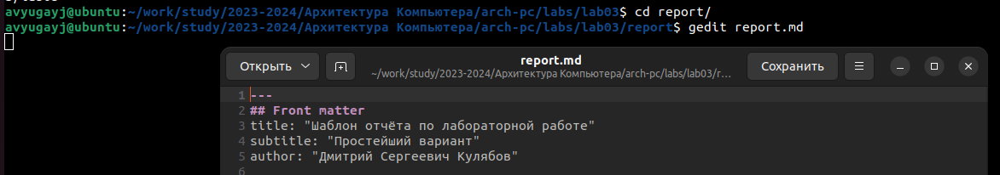 avyugayj@ubuntu:~/work/study/2023-2024/Архитектура Компьютера/arch-pc/labs/lab03$ cd report/
avyugayj@ubuntu:~/work/study/2023-2024/Архитектура Компьютера/arch-pc/labs/lab03/report$ gedit report.md
Открыть
report.md
~/work/study/2023-2024/Архитектура Компьютера/arch-pc/labs/lab03/r…
Сохранить
1 ---
2 ## Front matter
3 title: "Шаблон отчёта по лабораторной работе"
4 subtitle: "Простейший вариант"
5 author: "Дмитрий Сергеевич Кулябов"
6